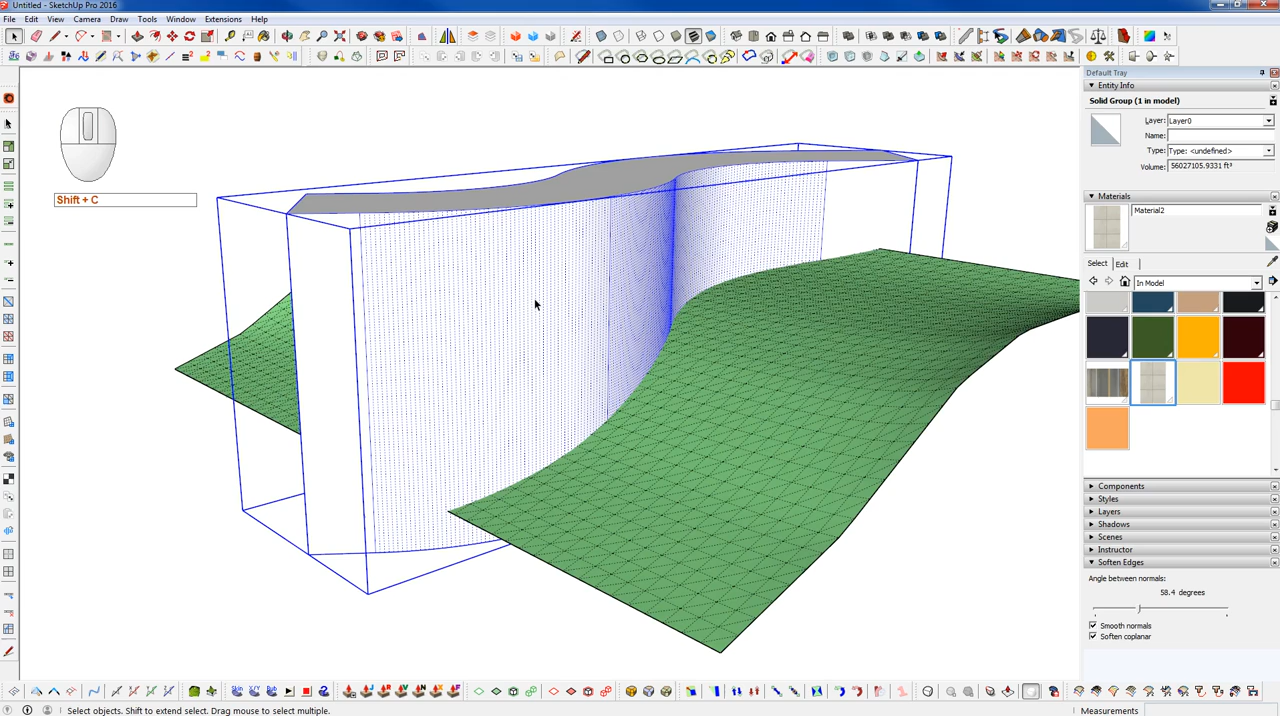 Untitled - SketchUp Pro 2016
File Edit View Camera Draw Tools Window Extensions Help
Default Tray
Entity Info
Solid Group (1 in model)
Layer: Layer0
Name:
Type: Type: <undefined>
Volume: 56027105.9331 ft³
Materials
Material2
Select Edit
In Model
Shift + C
Components
Styles
Layers
Shadows
Scenes
Instructor
Soften Edges
Angle between normals:
58.4 degrees
Smooth normals
Soften coplanar
Select objects. Shift to extend select. Drag mouse to select multiple.
Measurements